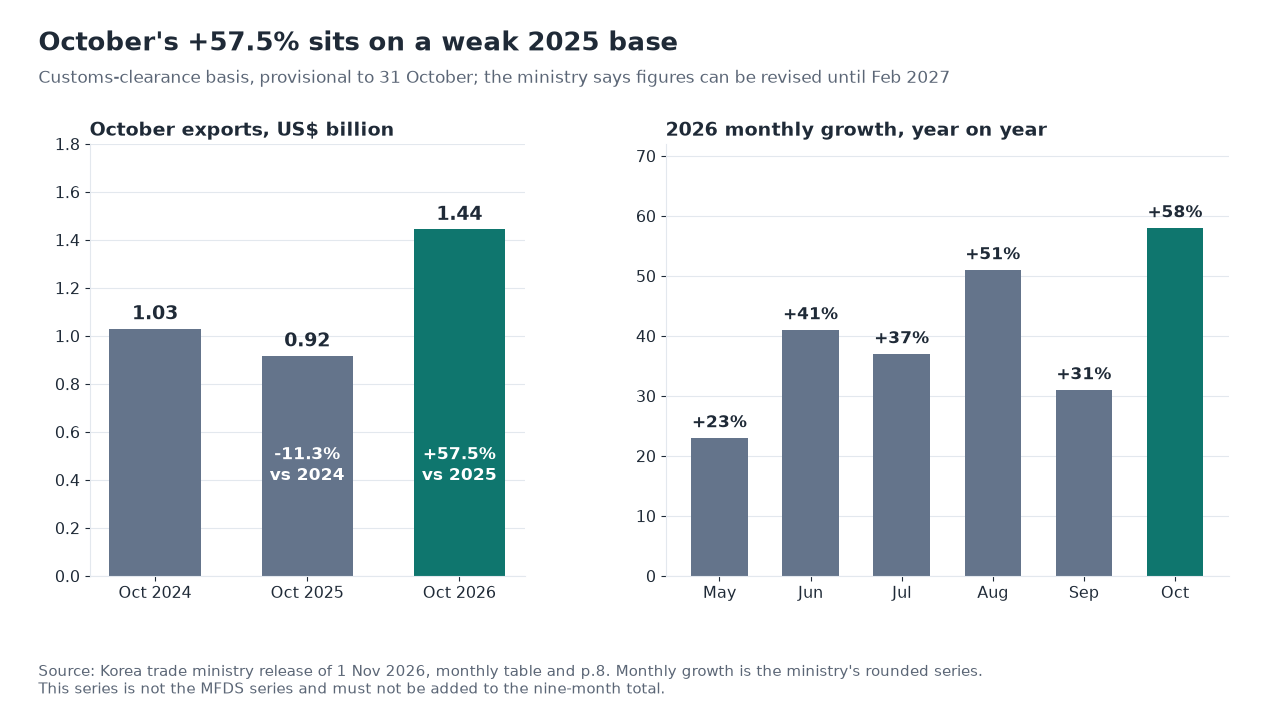 October's +57.5% sits on a weak 2025 base
Customs-clearance basis, provisional to 31 October; the ministry says figures can be revised until Feb 2027
October exports, US$ billion
1.8
1.6
1.4
1.2
1.0
0.8
0.6
0.4
0.2
0.0
1.03
0.92
1.44
-11.3%
vs 2024
+57.5%
vs 2025
Oct 2024
Oct 2025
Oct 2026
2026 monthly growth, year on year
70
60
50
40
30
20
10
0
+23%
+41%
+37%
+51%
+31%
+58%
May
Jun
Jul
Aug
Sep
Oct
Source: Korea trade ministry release of 1 Nov 2026, monthly table and p.8. Monthly growth is the ministry's rounded series.
This series is not the MFDS series and must not be added to the nine-month total.